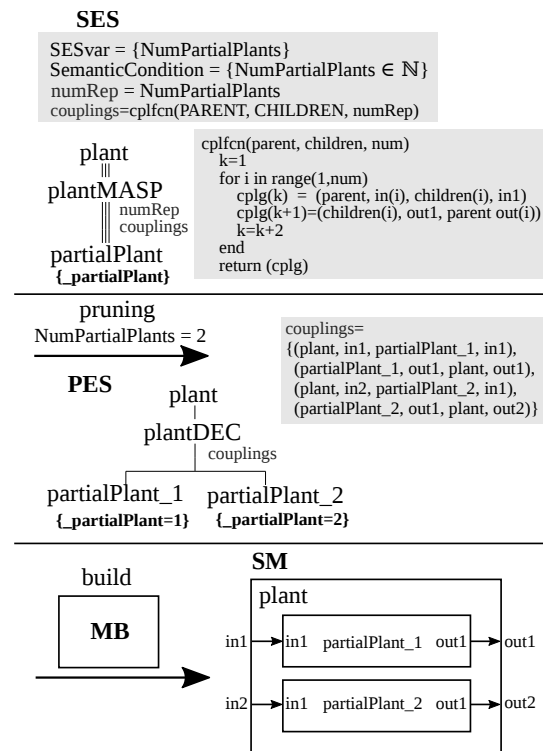 SES
SESvar = {NumPartialPlants}
SemanticCondition = {NumPartialPlants ∈ ℕ}
numRep = NumPartialPlants
couplings=cplfcn(PARENT, CHILDREN, numRep)
plant
plantMASP
numRep
couplings
partialPlant
{_partialPlant}
cplfcn(parent, children, num)
k=1
for i in range(1,num)
cplg(k) = (parent, in(i), children(i), in1)
cplg(k+1)=(children(i), out1, parent out(i))
k=k+2
end
return (cplg)
pruning
NumPartialPlants = 2
PES
couplings=
{(plant, in1, partialPlant_1, in1),
(partialPlant_1, out1, plant, out1),
(plant, in2, partialPlant_2, in1),
(partialPlant_2, out1, plant, out2)}
plant
plantDEC
couplings
partialPlant_1 partialPlant_2
{_partialPlant=1} {_partialPlant=2}
build
MB
SM
plant
in1 in1 partialPlant_1 out1 out1
in2 in1 partialPlant_2 out1 out2